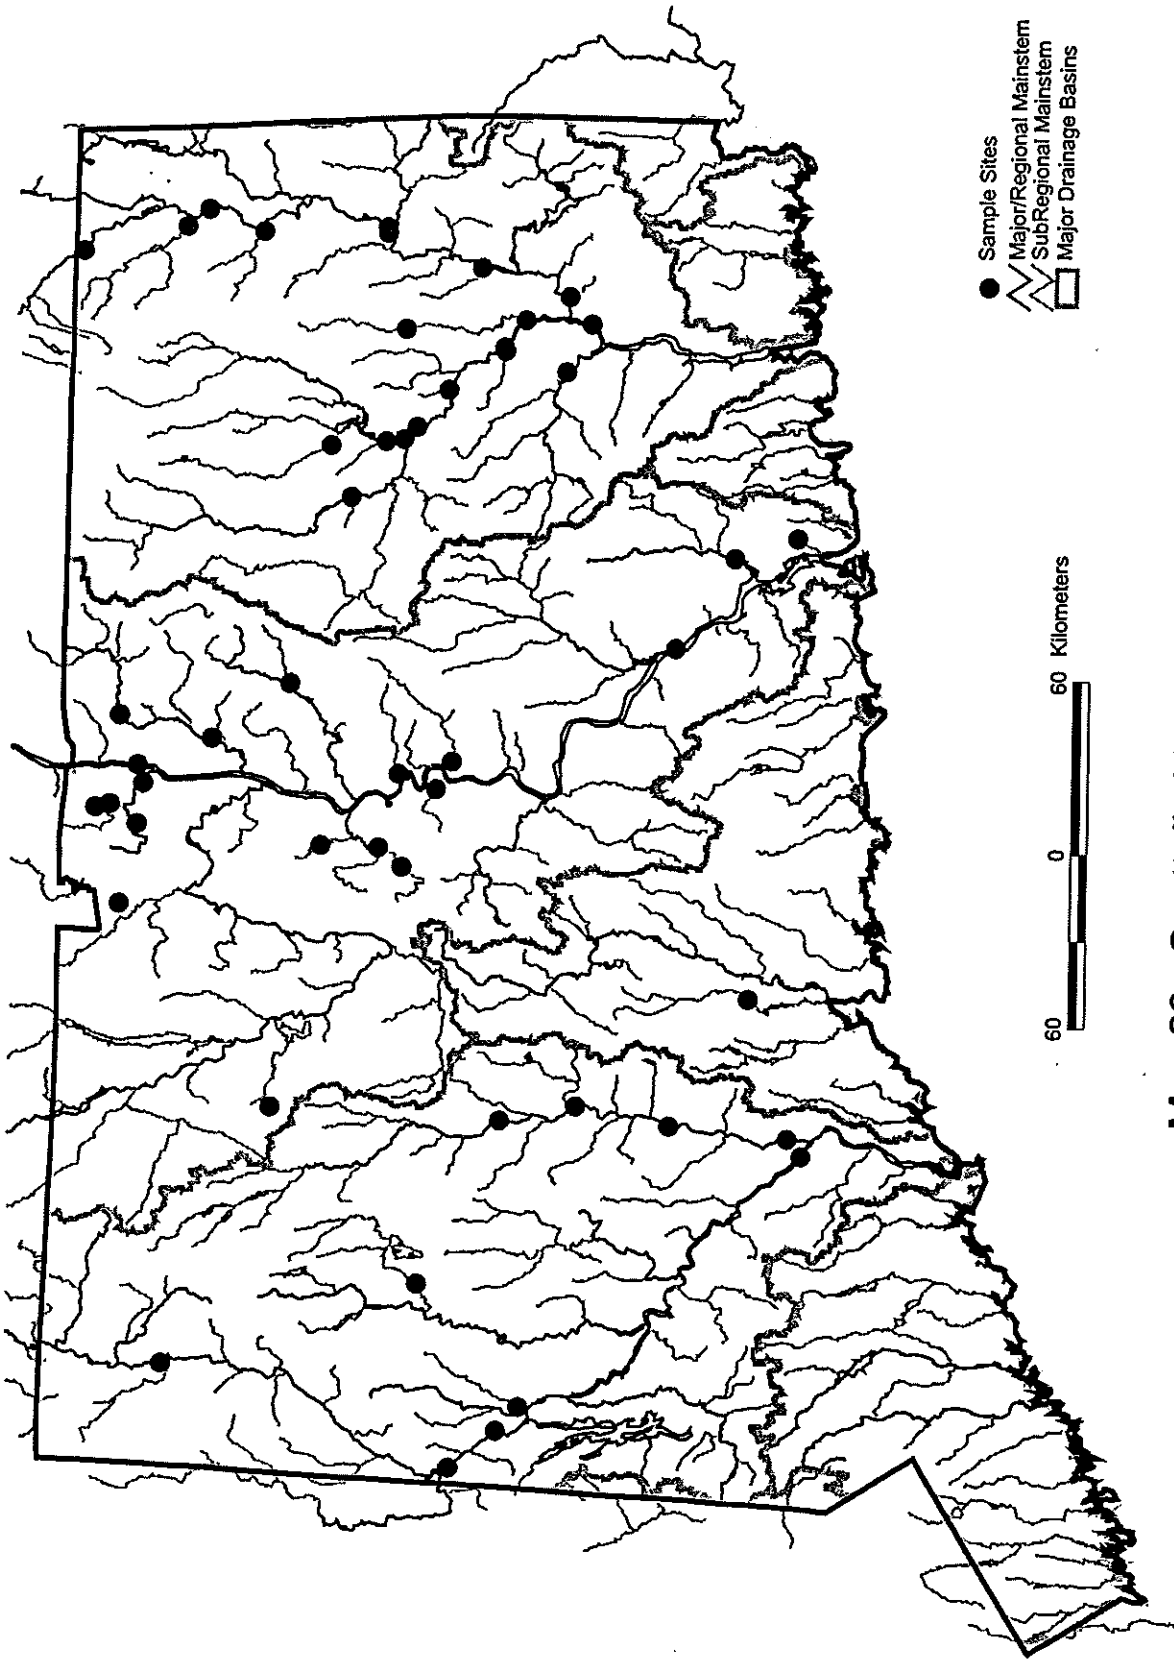 Sample Sites
Major/Regional Mainstem
SubRegional Mainstem
Major Drainage Basins
60 0 60 Kilometers